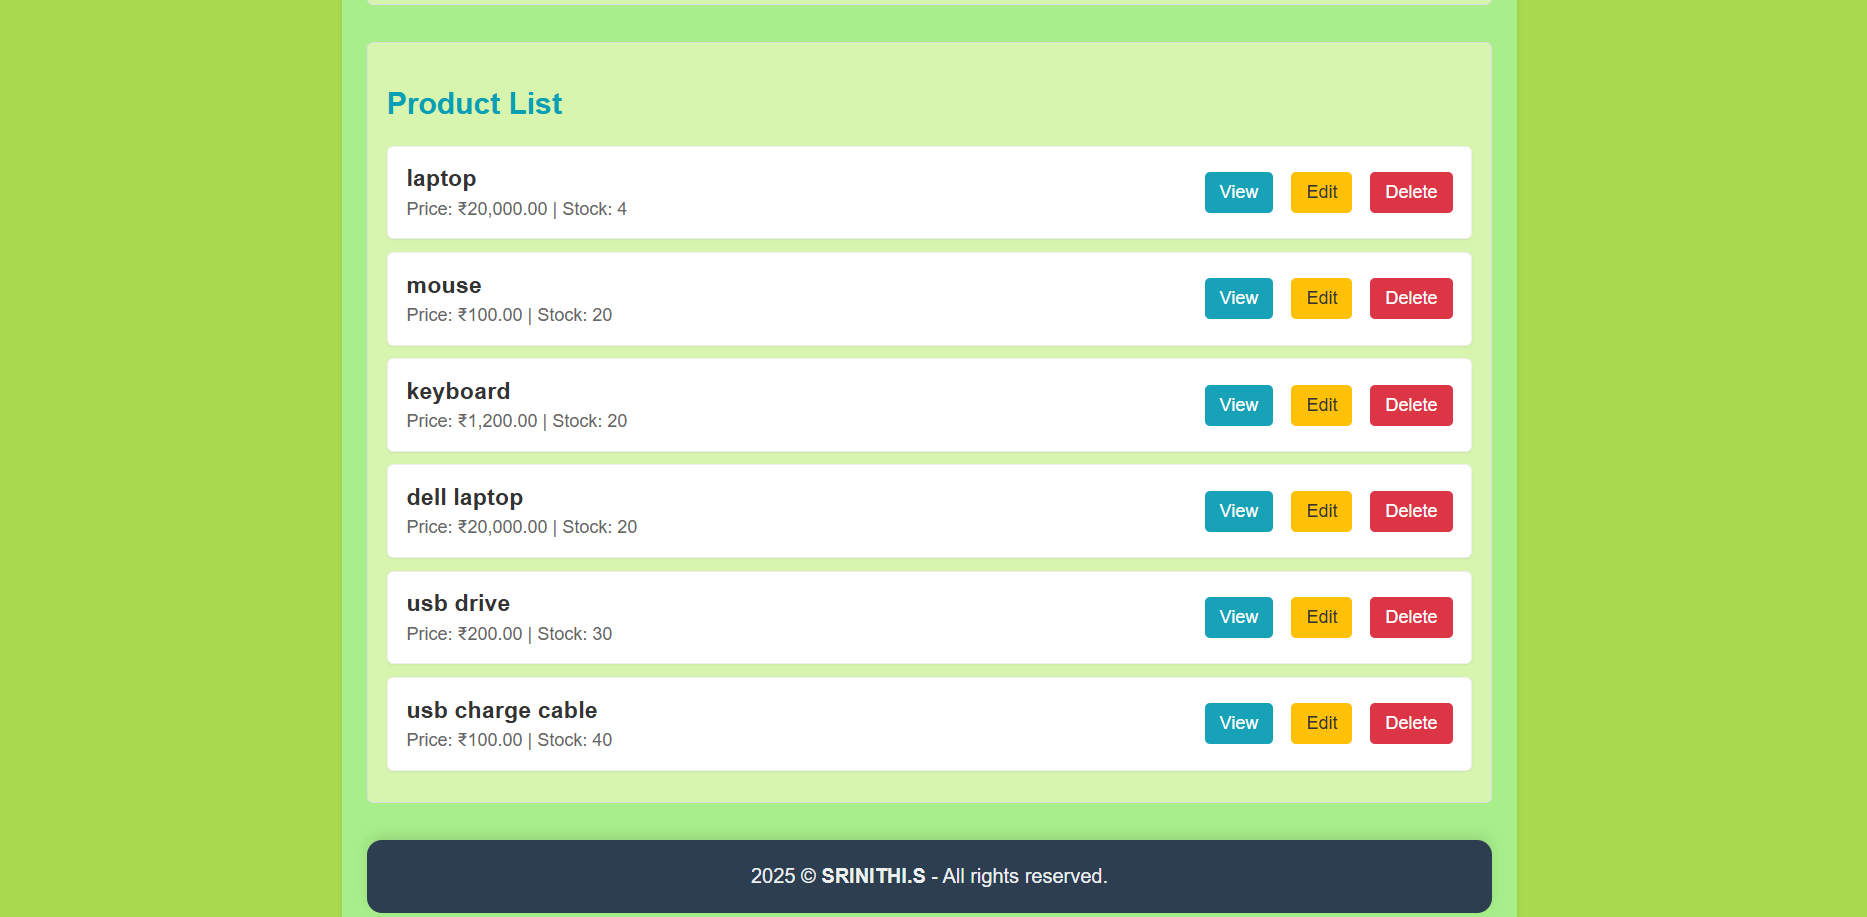 Product List
laptop
Price: ₹20,000.00 | Stock: 4
View Edit Delete
mouse
Price: ₹100.00 | Stock: 20
View Edit Delete
keyboard
Price: ₹1,200.00 | Stock: 20
View Edit Delete
dell laptop
Price: ₹20,000.00 | Stock: 20
View Edit Delete
usb drive
Price: ₹200.00 | Stock: 30
View Edit Delete
usb charge cable
Price: ₹100.00 | Stock: 40
View Edit Delete
2025 © SRINITHI.S - All rights reserved.